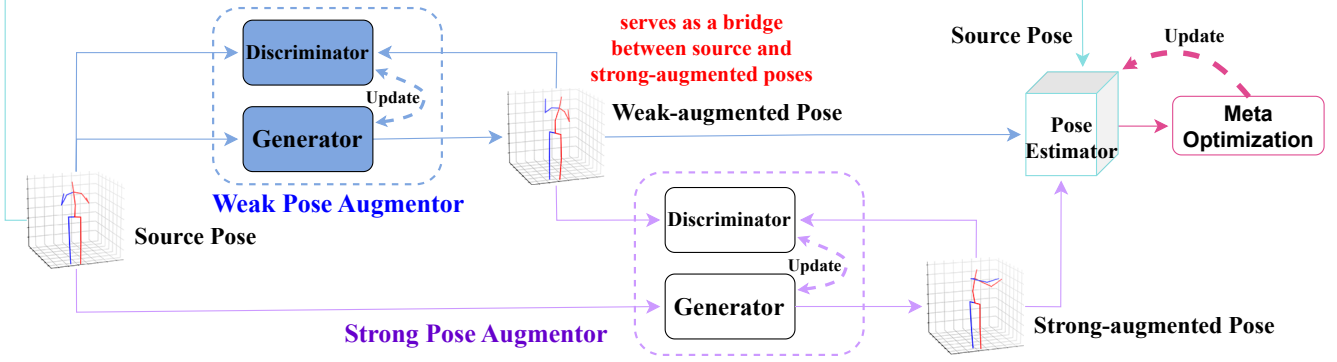 serves as a bridge
between source and
strong-augmented poses
Source Pose
Update
Discriminator
Update
Generator
Weak-augmented Pose
Pose
Estimator
Meta
Optimization
Weak Pose Augmentor
Source Pose
Discriminator
Update
Generator
Strong Pose Augmentor
Strong-augmented Pose